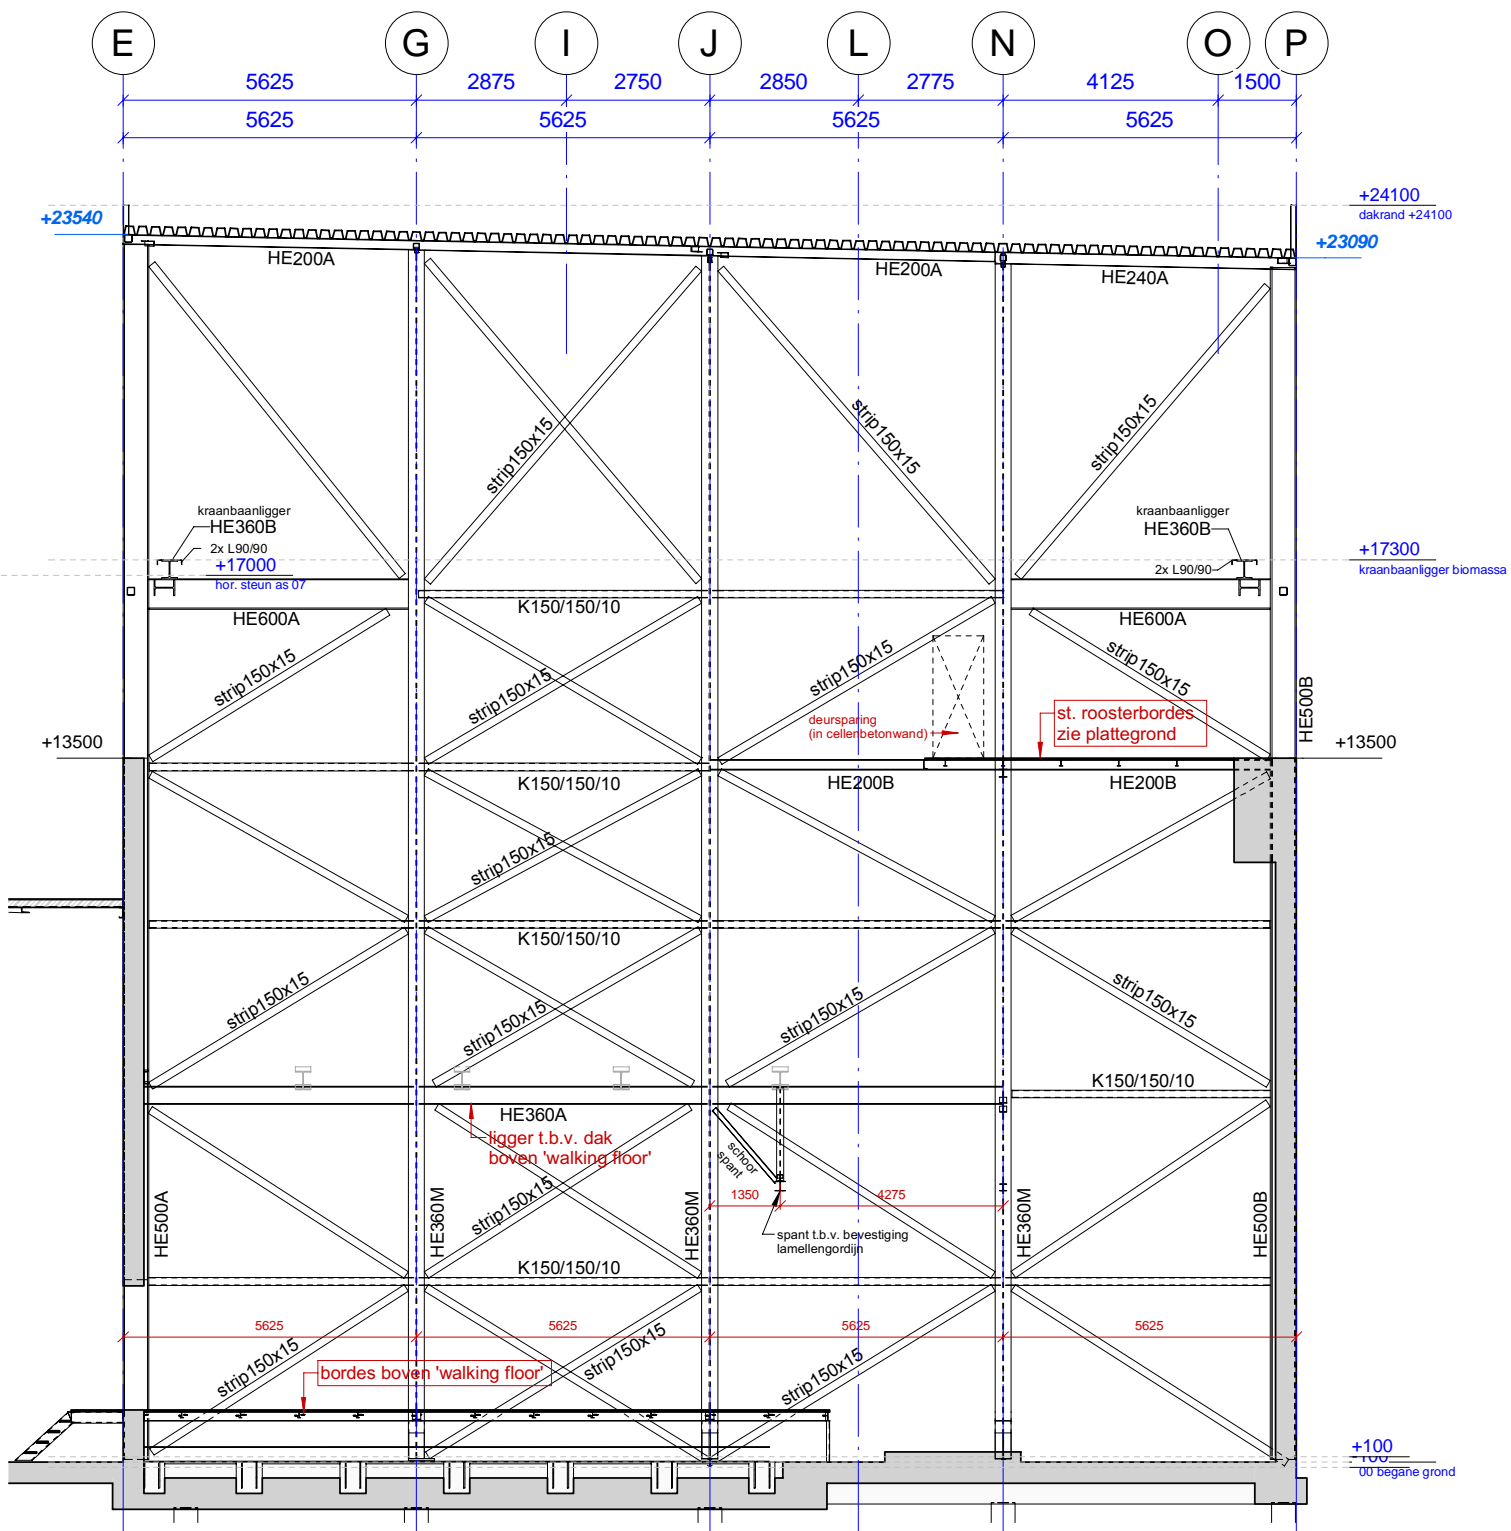 E G I J L N O P
5625 2875 2750 2850 2775 4125 1500
5625 5625 5625 5625
+24100
dakrand +24100
+23540
+23090
HE200A
HE200A
HE240A
strip150x15
strip150x15
strip150x15
kraanbaanligger
HE360B
2x L90/90
+17000
hor. steun as 07
kraanbaanligger
HE360B
2x L90/90
+17300
kraanbaanligger biomassa
K150/150/10
HE600A
HE600A
strip150x15
strip150x15
strip150x15
strip150x15
HE500B
deursparing
(in cellenbetonwand)
st. roosterbordes
zie plattegrond
+13500
+13500
K150/150/10
HE200B
HE200B
strip150x15
K150/150/10
strip150x15
strip150x15
strip150x15
strip150x15
K150/150/10
HE360A
ligger t.b.v. dak
boven 'walking floor'
schoor
spant
1350
4275
strip150x15
HE500A
HE360M
HE360M
HE360M
HE500B
spant t.b.v. bevestiging
lamellengordijn
K150/150/10
5625 5625 5625 5625
strip150x15
strip150x15
strip150x15
bordes boven 'walking floor'
+100
-100
00 begane grond